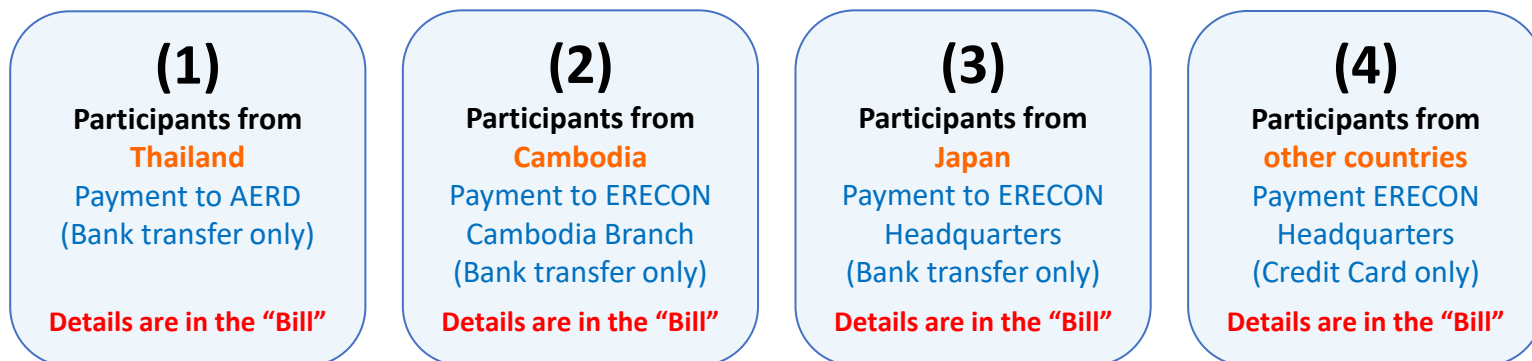 (1)
Participants from
Thailand
Payment to AERD
(Bank transfer only)
Details are in the “Bill”
(2)
Participants from
Cambodia
Payment to ERECON
Cambodia Branch
(Bank transfer only)
Details are in the “Bill”
(3)
Participants from
Japan
Payment to ERECON
Headquarters
(Bank transfer only)
Details are in the “Bill”
(4)
Participants from
other countries
Payment ERECON
Headquarters
(Credit Card only)
Details are in the “Bill”